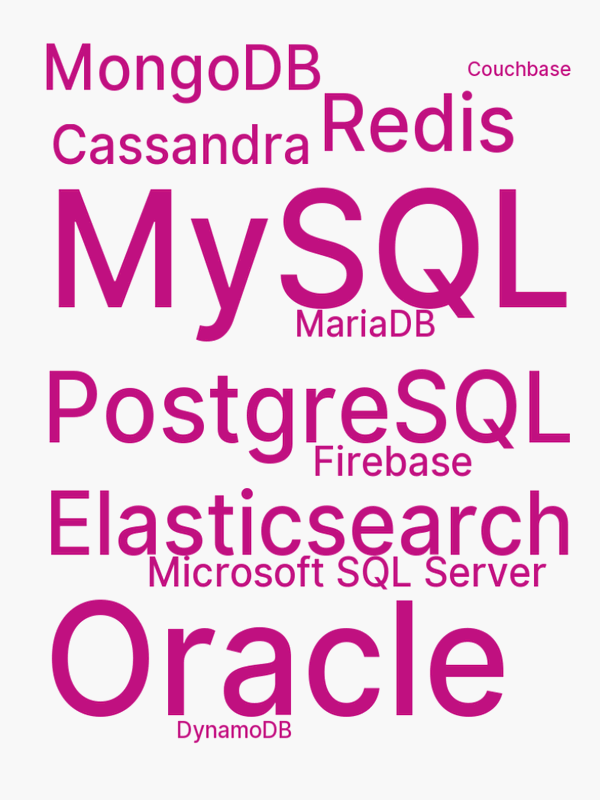 MongoDB
Couchbase
Redis
Cassandra
MySQL
MariaDB
PostgreSQL
Firebase
Elasticsearch
Microsoft SQL Server
Oracle
DynamoDB